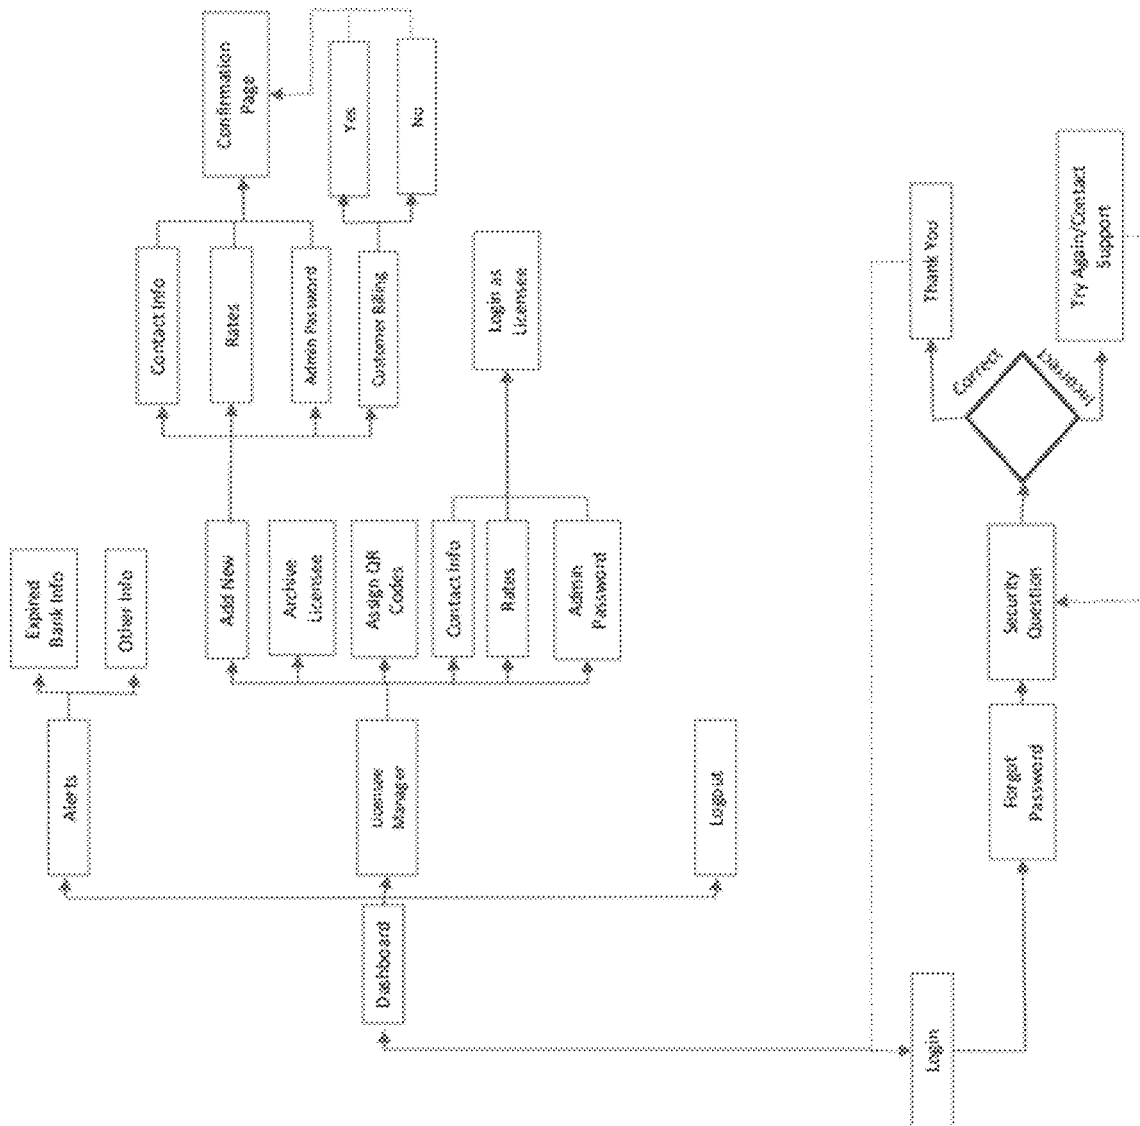 Login
Forgot
Password
Security
Question
Correct
Incorrect
Thank You
Try Again/Contact
Support
Dashboard
Alerts
Expired
Bank Info
Other Info
Licensee
Manager
Logout
Add New
Archive
Licensee
Assign QR
Codes
Contact Info
Rates
Admin
Password
Login as
Licensee
Contact Info
Rates
Admin Password
Customer Billing
Yes
No
Confirmation
Page